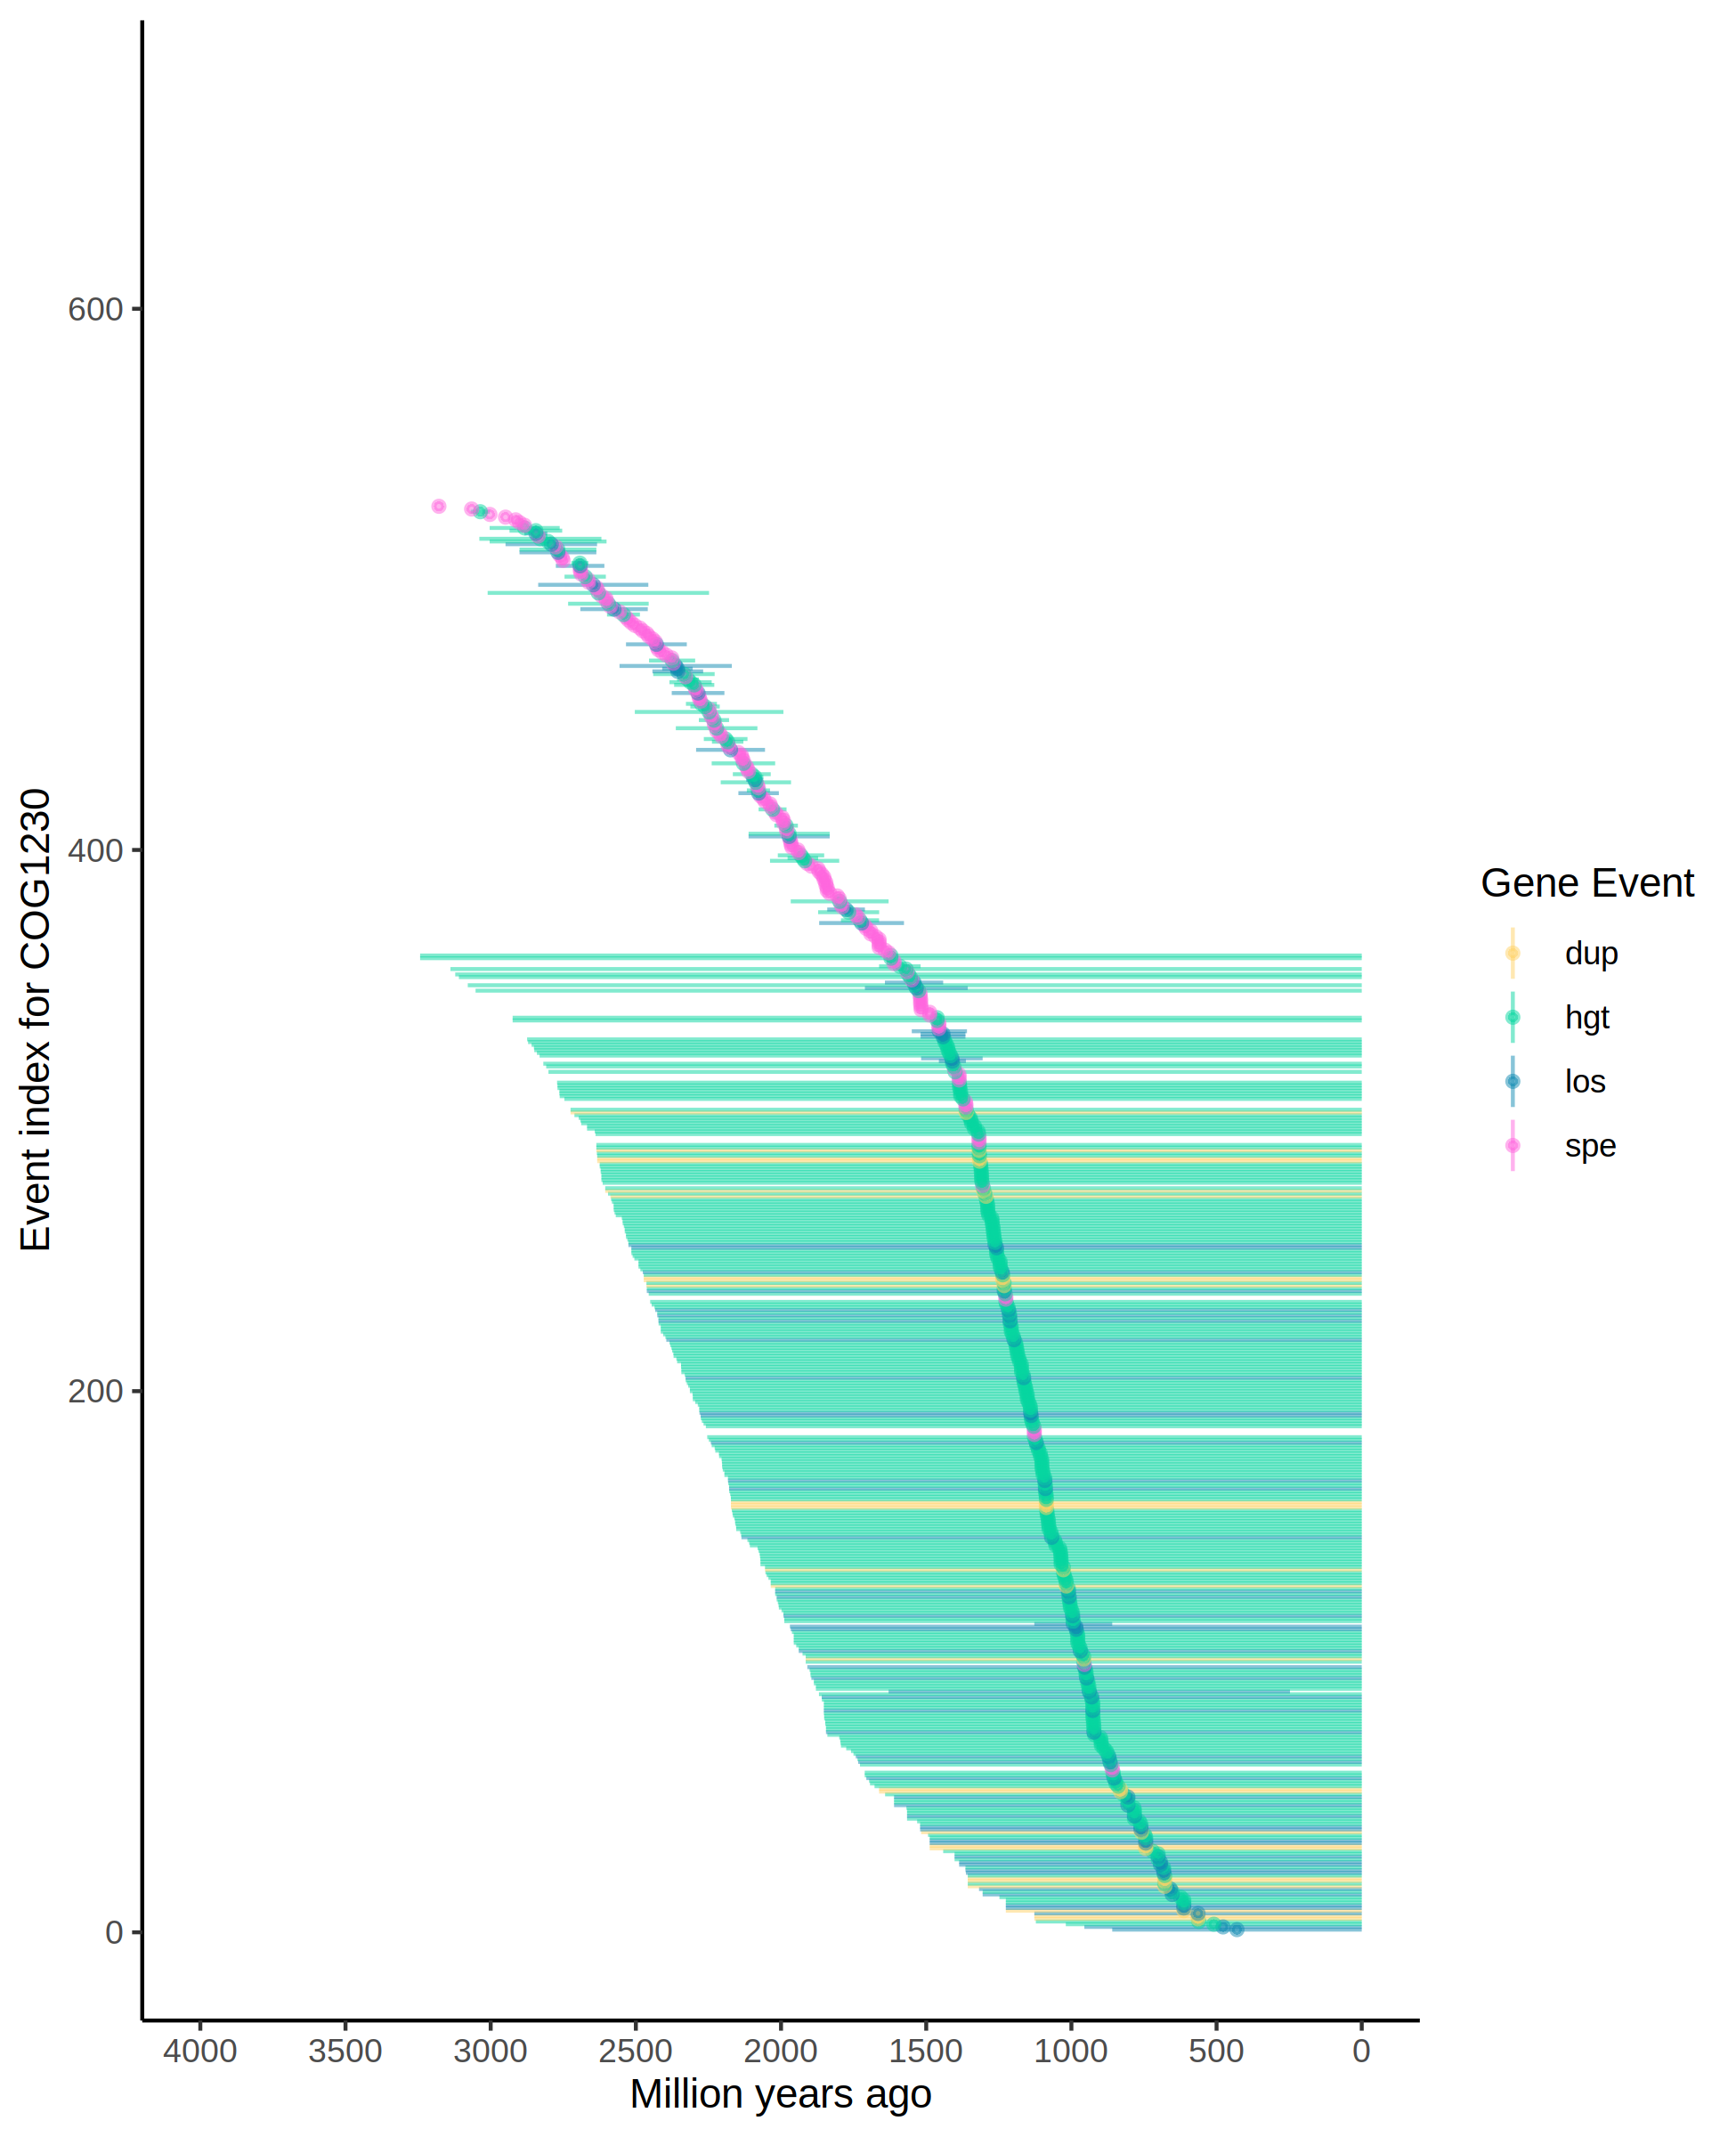 600
400
200
0
Event index for COG1230
4000 3500 3000 2500 2000 1500 1000 500 0
Million years ago
Gene Event
dup
hgt
los
spe